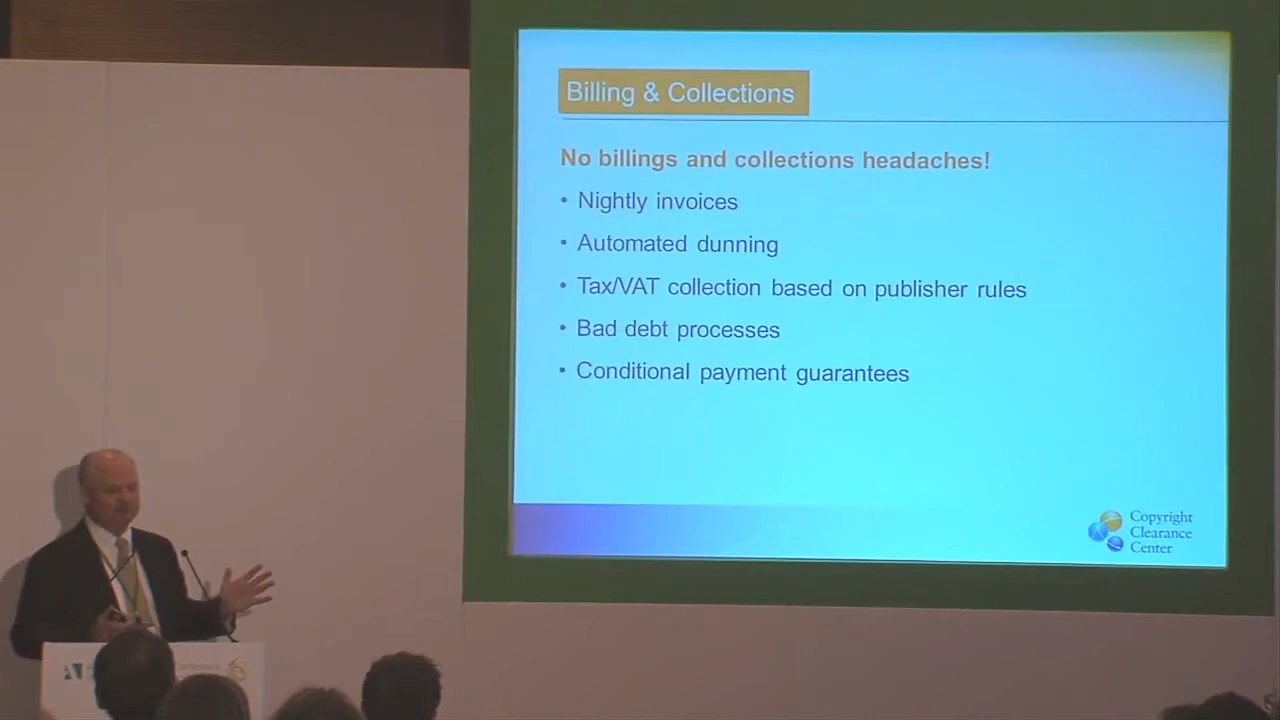 Billing & Collections
No billings and collections headaches!
• Nightly invoices
• Automated dunning
• Tax/VAT collection based on publisher rules
• Bad debt processes
• Conditional payment guarantees
Copyright
Clearance
Center